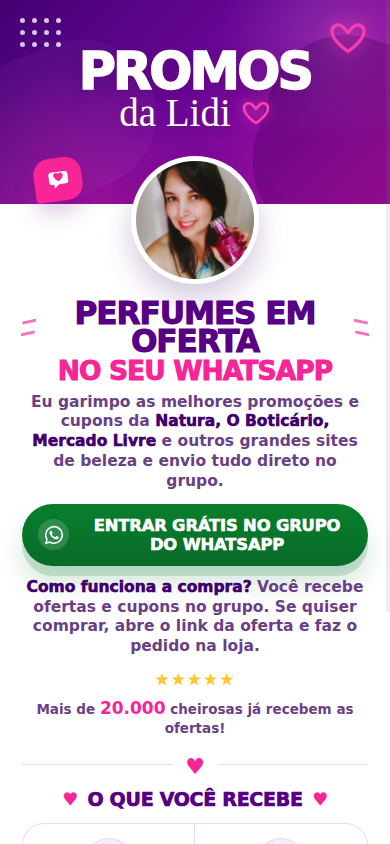 PROMOS
da Lidi
PERFUMES EM
OFERTA
NO SEU WHATSAPP
Eu garimpo as melhores promoções e
cupons da Natura, O Boticário,
Mercado Livre e outros grandes sites
de beleza e envio tudo direto no
grupo.
ENTRAR GRÁTIS NO GRUPO
DO WHATSAPP
Como funciona a compra? Você recebe
ofertas e cupons no grupo. Se quiser
comprar, abre o link da oferta e faz o
pedido na loja.
★★★★★
Mais de 20.000 cheirosas já recebem as
ofertas!
O QUE VOCÊ RECEBE